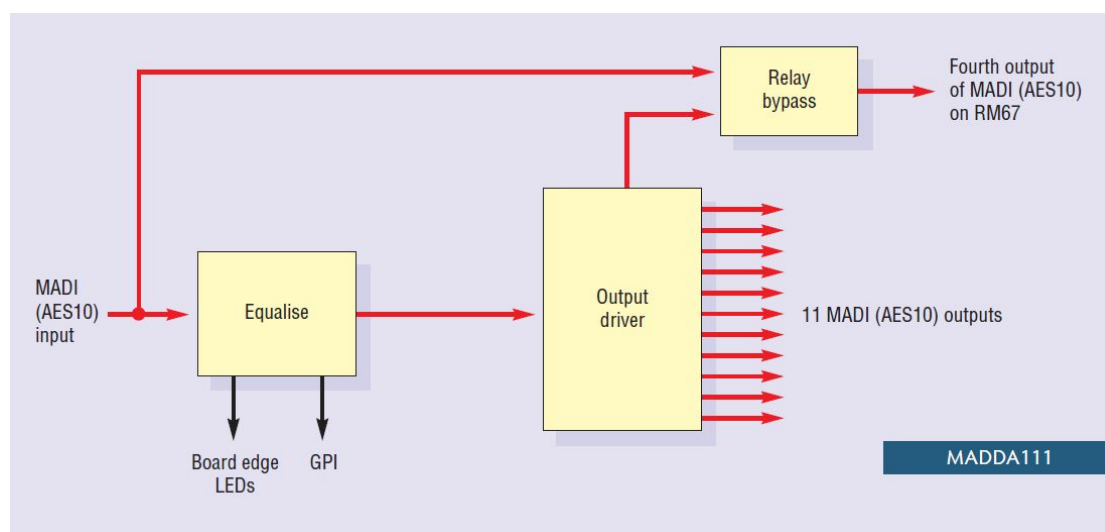 Relay
bypass
Fourth output
of MADI (AES10)
on RM67
MADI
(AES10)
input
Equalise
Output
driver
11 MADI (AES10) outputs
Board edge
LEDs
GPI
MADDA111